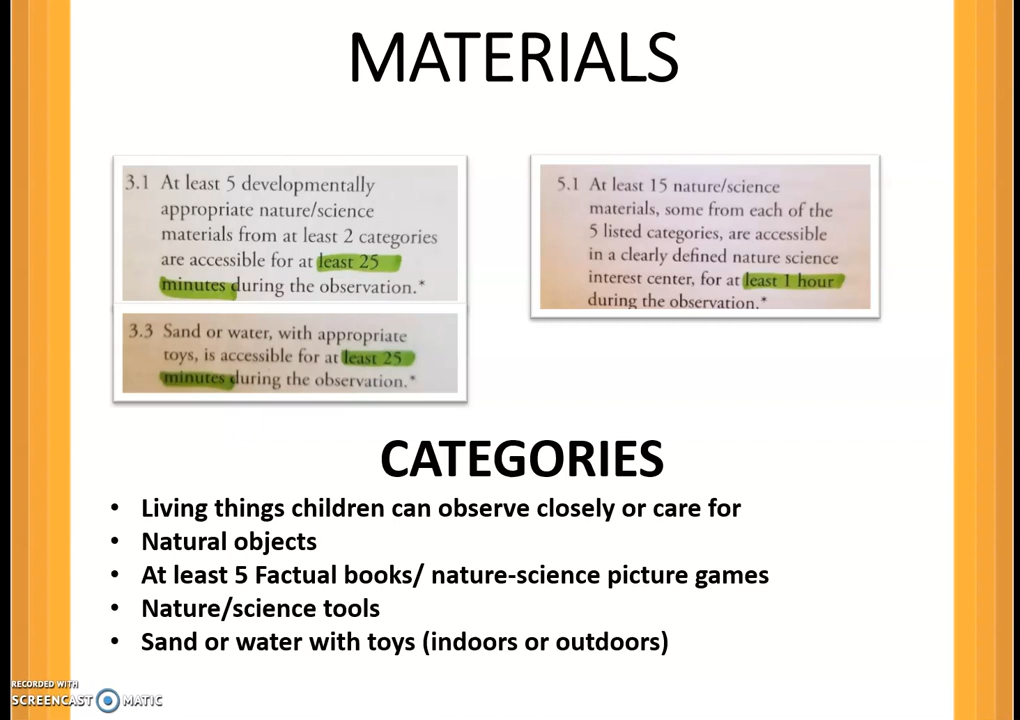 MATERIALS
3.1 At least 5 developmentally
appropriate nature/science
materials from at least 2 categories
are accessible for at least 25
minutes during the observation.*
3.3 Sand or water, with appropriate
toys, is accessible for at least 25
minutes during the observation.*
5.1 At least 15 nature/science
materials, some from each of the
5 listed categories, are accessible
in a clearly defined nature science
interest center, for at least 1 hour
during the observation.*
CATEGORIES
• Living things children can observe closely or care for
• Natural objects
• At least 5 Factual books/ nature-science picture games
• Nature/science tools
• Sand or water with toys (indoors or outdoors)
RECORDED WITH
SCREENCAST MATIC